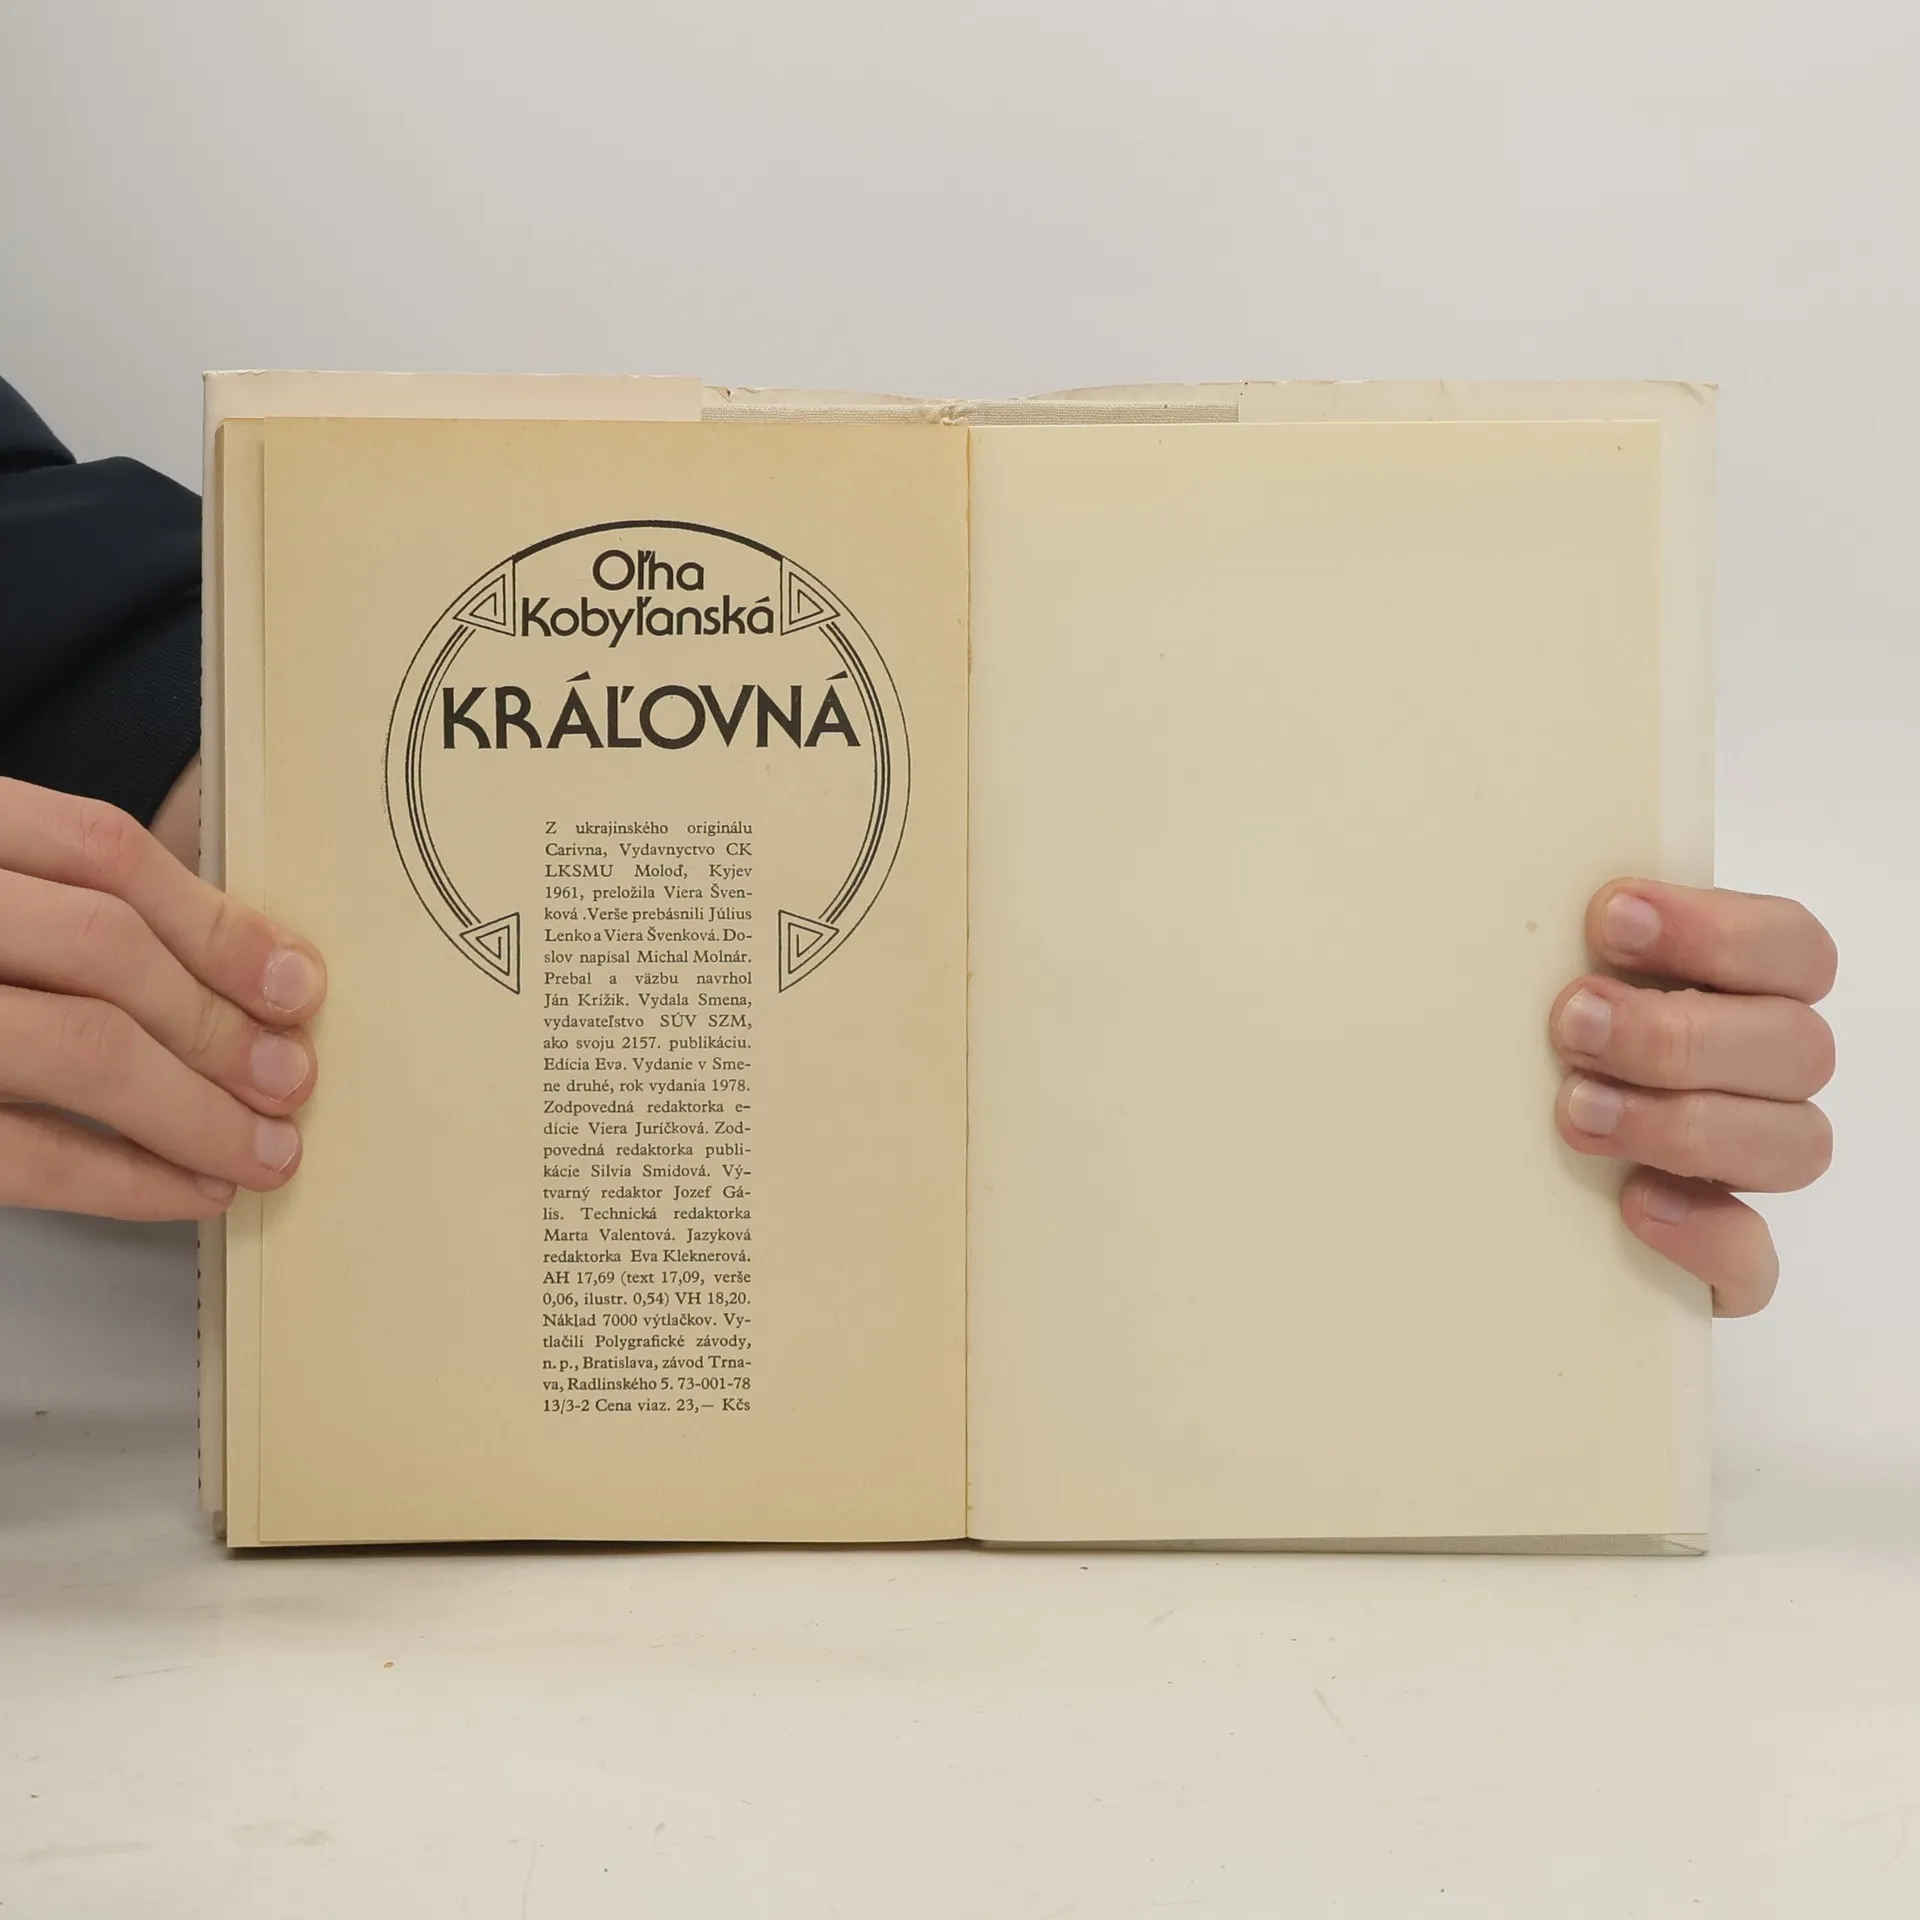 Oľha
Kobyľanská
KRÁĽOVNÁ
Z ukrajinského originálu
Carivna, Vydavnyctvo CK
LKSMU Moloď, Kyjev
1961, preložila Viera Šven-
ková .Verše prebásnili Július
Lenko a Viera Švenková. Do-
slov napísal Michal Molnár.
Prebal a väzbu navrhol
Ján Krížik. Vydala Smena,
vydavateľstvo SÚV SZM,
ako svoju 2157. publikáciu.
Edícia Eva. Vydanie v Sme-
ne druhé, rok vydania 1978.
Zodpovedná redaktorka e-
dície Viera Juríčková. Zod-
povedná redaktorka publi-
kácie Silvia Smidová. Vý-
tvarný redaktor Jozef Gá-
lis. Technická redaktorka
Marta Valentová. Jazyková
redaktorka Eva Kleknerová.
AH 17,69 (text 17,09, verše
0,06, ilustr. 0,54) VH 18,20.
Náklad 7000 výtlačkov. Vy-
tlačili Polygrafické závody,
n. p., Bratislava, závod Trna-
va, Radlinského 5. 73-001-78
13/3-2 Cena viaz. 23,— Kčs